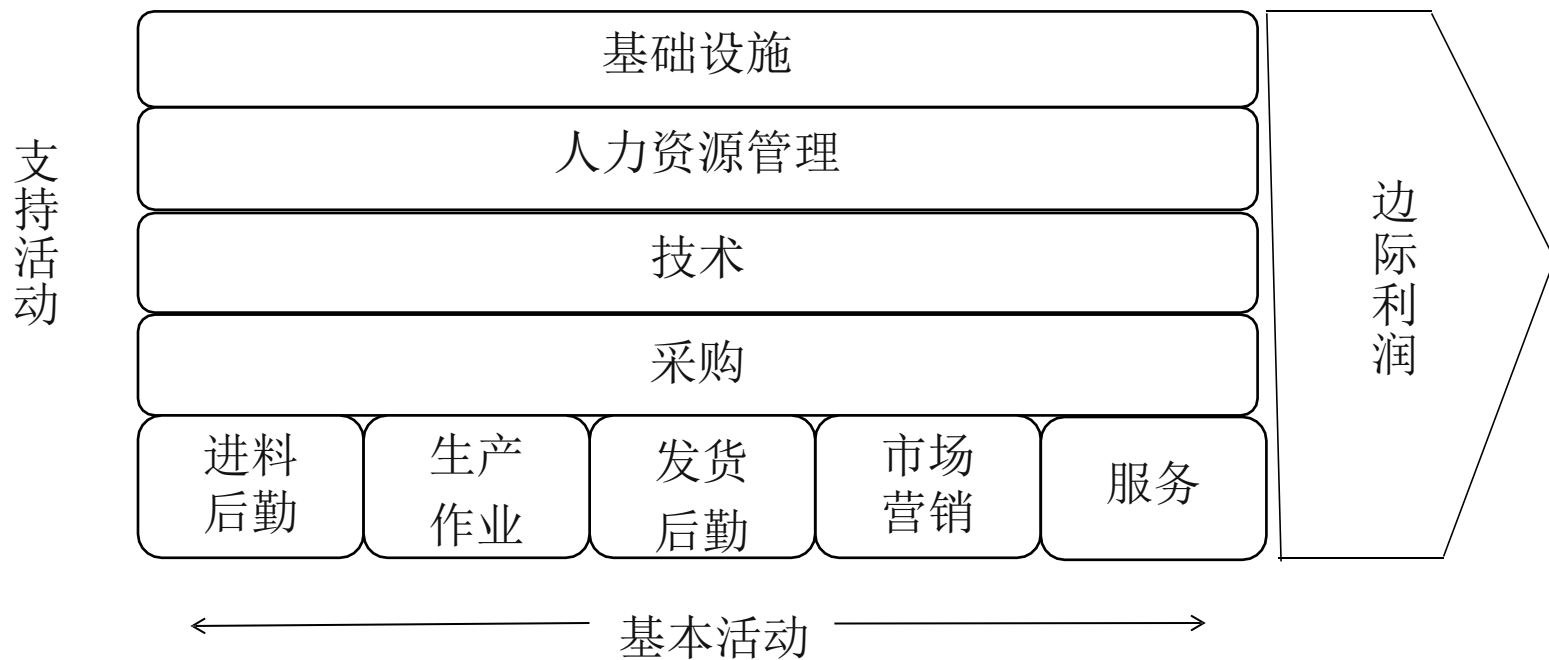 支持活动
基础设施
人力资源管理
技术
采购
进料
后勤
生产
作业
发货
后勤
市场
营销
服务
边际利润
基本活动